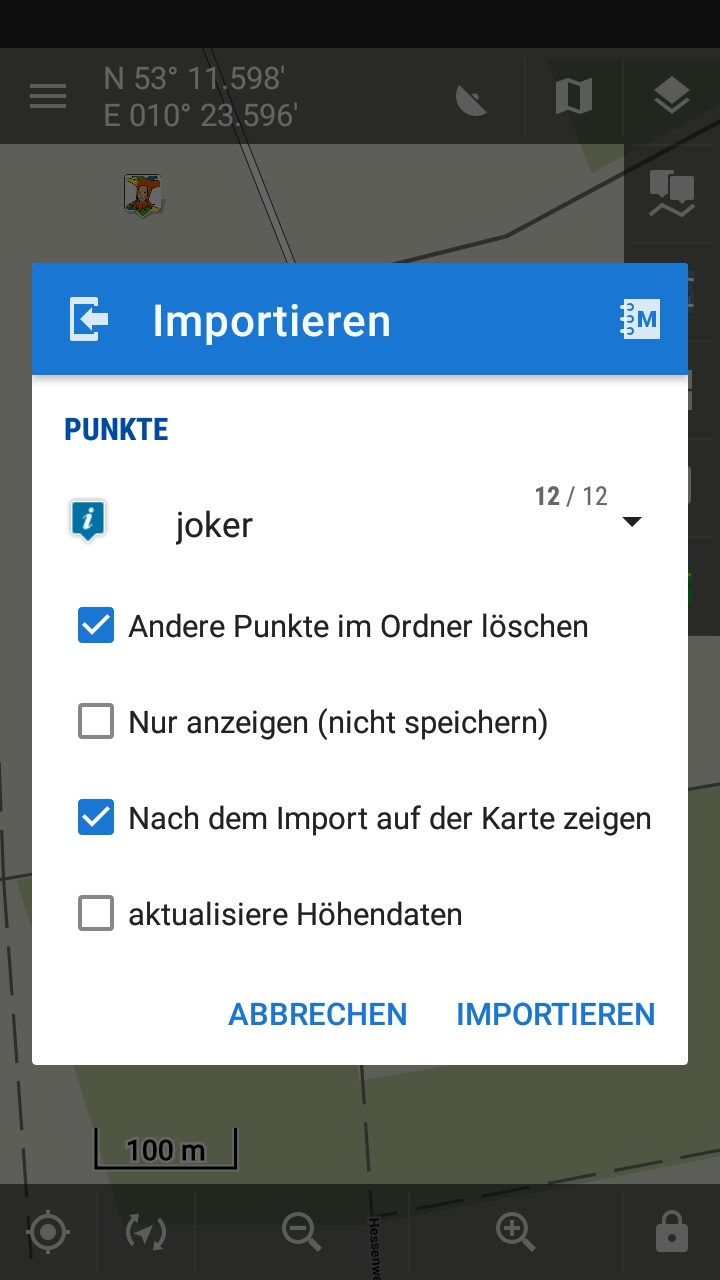 N 53° 11.598'
E 010° 23.596'
Importieren
M
PUNKTE
12 / 12
joker
Andere Punkte im Ordner löschen
Nur anzeigen (nicht speichern)
Nach dem Import auf der Karte zeigen
aktualisiere Höhendaten
ABBRECHEN IMPORTIEREN
100 m